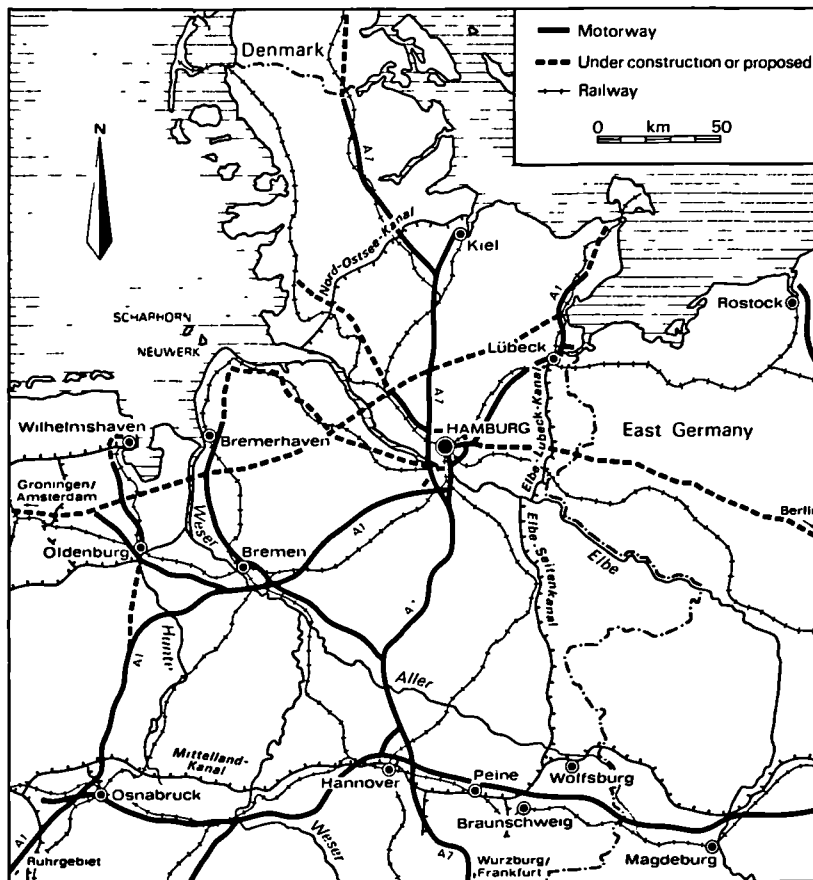 Denmark
Motorway
Under construction or proposed
Railway
0 km 50
N
A7
Nord-Ostsee-Kanal
Kiel
A1
Rostock
SCHARHORN
NEUWERK
Lübeck
A7
Elbe-Lubeck-Kanal
Wilhelmshaven
Bremerhaven
HAMBURG
East Germany
Groningen/
Amsterdam
Berlin
Weser
A1
Oldenburg
Bremen
Elbe-Seitenkanal
Elbe
A1
Hunte
Aller
Mittelland-
Kanal
Hannover
Peine
Wolfsburg
Osnabruck
Braunschweig
A1
Ruhrgebiet
Weser
A7
Wurzburg/
Frankfurt
Magdeburg